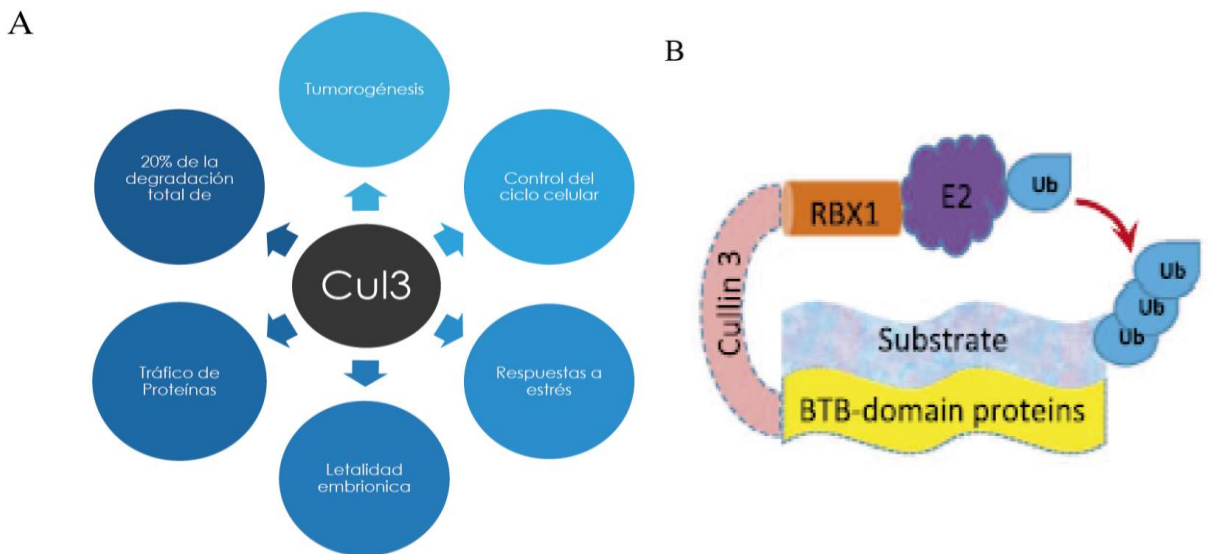 A
Tumorogénesis
20% de la
degradación
total de
Control del
ciclo celular
Cul3
Tráfico de
Proteínas
Respuestas a
estrés
Letalidad
embrionica
B
RBX1
E2
Ub
Cullin 3
Ub
Ub
Ub
Substrate
BTB-domain proteins